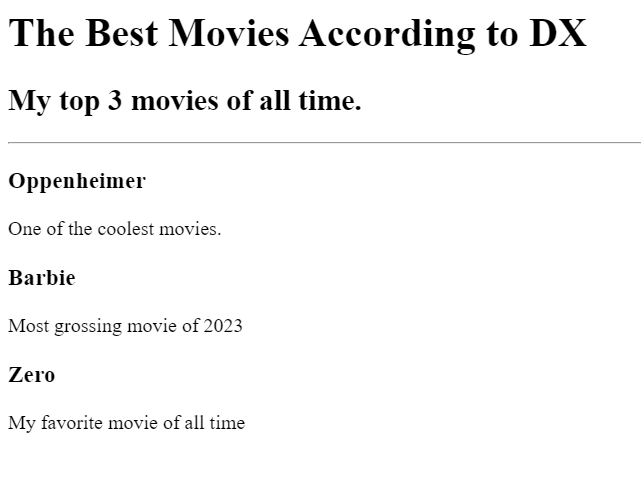 The Best Movies According to DX
My top 3 movies of all time.
Oppenheimer
One of the coolest movies.
Barbie
Most grossing movie of 2023
Zero
My favorite movie of all time